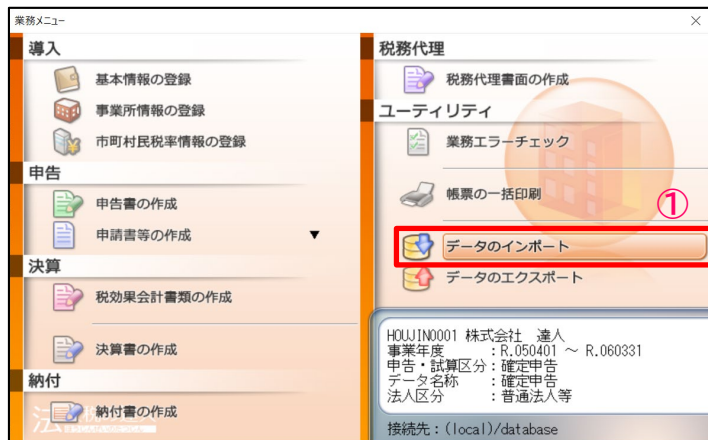 業務メニュー
導入
基本情報の登録
事業所情報の登録
市町村民税率情報の登録
申告
申告書の作成
申請書等の作成 ▼
決算
税効果会計書類の作成
決算書の作成
納付
納付書の作成
税務代理
税務代理書面の作成
ユーティリティ
業務エラーチェック
帳票の一括印刷
①
データのインポート
データのエクスポート
HOUJIN0001 株式会社 達人
事業年度 :R.050401 ~ R.060331
申告・試算区分:確定申告
データ名称 :確定申告
法人区分 :普通法人等
接続先:(local)/database